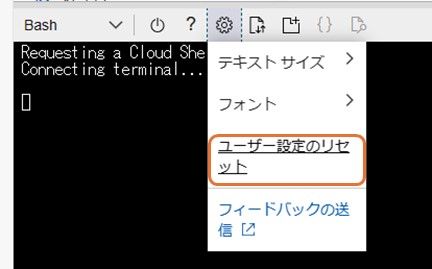 Bash
?
{}
Requesting a Cloud She
Connecting terminal...
テキスト サイズ
フォント
ユーザー設定のリセ
ット
フィードバックの送
信